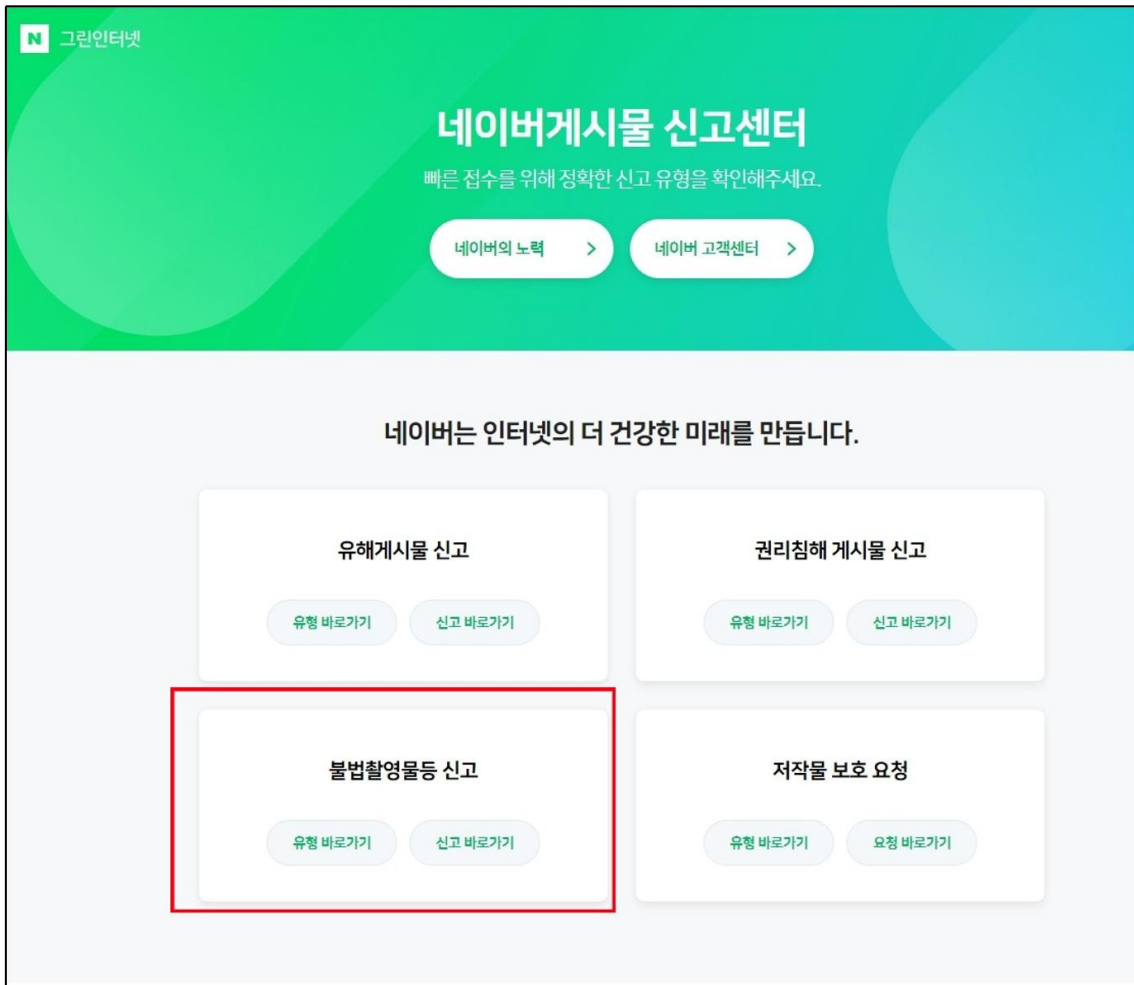 N 그린인터넷
네이버게시물 신고센터
빠른 접수를 위해 정확한 신고 유형을 확인해주세요.
네이버의 노력 > 네이버 고객센터 >
네이버는 인터넷의 더 건강한 미래를 만듭니다.
유해게시물 신고
유형 바로가기 신고 바로가기
권리침해 게시물 신고
유형 바로가기 신고 바로가기
불법촬영물등 신고
유형 바로가기 신고 바로가기
저작물 보호 요청
유형 바로가기 요청 바로가기